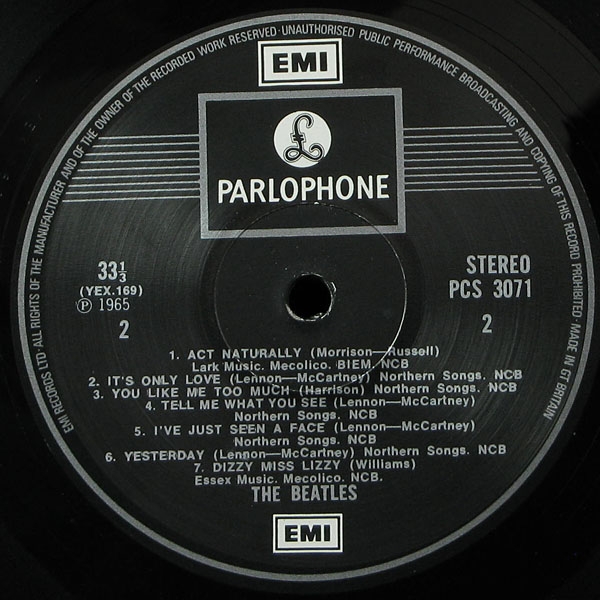 EMI RECORDS LTD · ALL RIGHTS OF THE MANUFACTURER AND OF THE OWNER OF THE RECORDED WORK RESERVED · UNAUTHORISED PUBLIC PERFORMANCE BROADCASTING AND COPYING OF THIS RECORD PROHIBITED · MADE IN GT BRITAIN
EMI
£
PARLOPHONE
33⅓
(YEX.169)
℗ 1965
2
STEREO
PCS 3071
2
1. ACT NATURALLY (Morrison—Russell)
Lark Music. Mecolico. BIEM. NCB
2. IT'S ONLY LOVE (Lennon—McCartney) Northern Songs. NCB
3. YOU LIKE ME TOO MUCH (Harrison) Northern Songs. NCB
4. TELL ME WHAT YOU SEE (Lennon—McCartney)
Northern Songs. NCB
5. I'VE JUST SEEN A FACE (Lennon—McCartney)
Northern Songs. NCB
6. YESTERDAY (Lennon—McCartney) Northern Songs. NCB
7. DIZZY MISS LIZZY (Williams)
Essex Music. Mecolico. NCB.
THE BEATLES
EMI